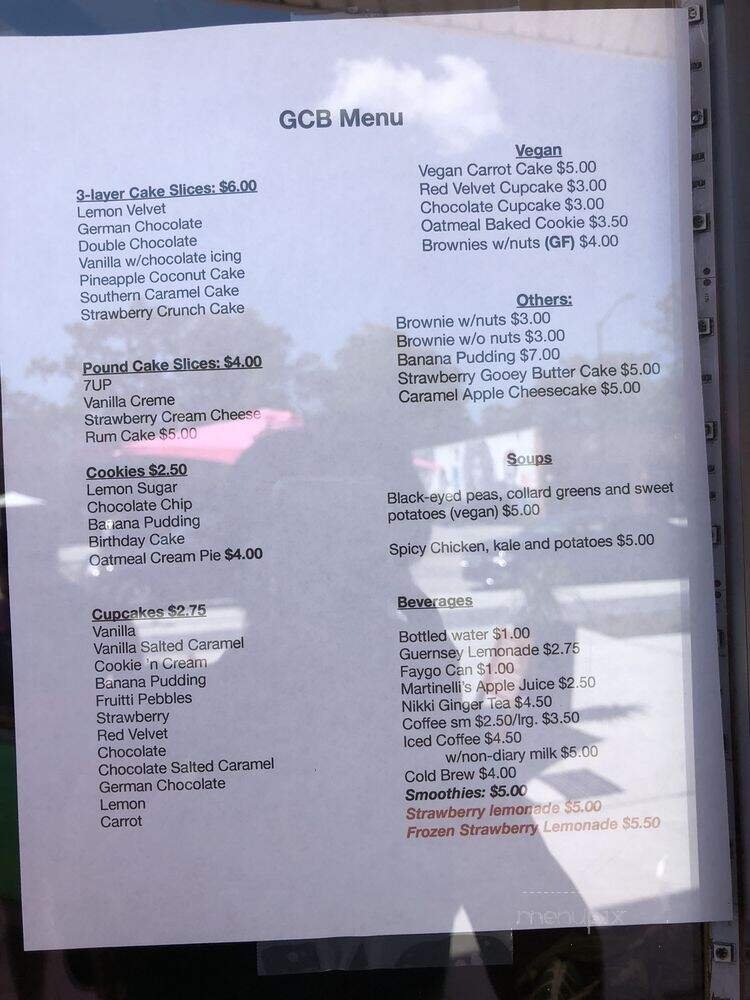 GCB Menu
3-layer Cake Slices: $6.00
Lemon Velvet
German Chocolate
Double Chocolate
Vanilla w/chocolate icing
Pineapple Coconut Cake
Southern Caramel Cake
Strawberry Crunch Cake
Pound Cake Slices: $4.00
7UP
Vanilla Creme
Strawberry Cream Cheese
Rum Cake $5.00
Cookies $2.50
Lemon Sugar
Chocolate Chip
Banana Pudding
Birthday Cake
Oatmeal Cream Pie $4.00
Cupcakes $2.75
Vanilla
Vanilla Salted Caramel
Cookie 'n Cream
Banana Pudding
Fruitti Pebbles
Strawberry
Red Velvet
Chocolate
Chocolate Salted Caramel
German Chocolate
Lemon
Carrot
Vegan
Vegan Carrot Cake $5.00
Red Velvet Cupcake $3.00
Chocolate Cupcake $3.00
Oatmeal Baked Cookie $3.50
Brownies w/nuts (GF) $4.00
Others:
Brownie w/nuts $3.00
Brownie w/o nuts $3.00
Banana Pudding $7.00
Strawberry Gooey Butter Cake $5.00
Caramel Apple Cheesecake $5.00
Soups
Black-eyed peas, collard greens and sweet
potatoes (vegan) $5.00
Spicy Chicken, kale and potatoes $5.00
Beverages
Bottled water $1.00
Guernsey Lemonade $2.75
Faygo Can $1.00
Martinelli's Apple Juice $2.50
Nikki Ginger Tea $4.50
Coffee sm $2.50/lrg. $3.50
Iced Coffee $4.50
w/non-diary milk $5.00
Cold Brew $4.00
Smoothies: $5.00
Strawberry lemonade $5.00
Frozen Strawberry Lemonade $5.50
menupix